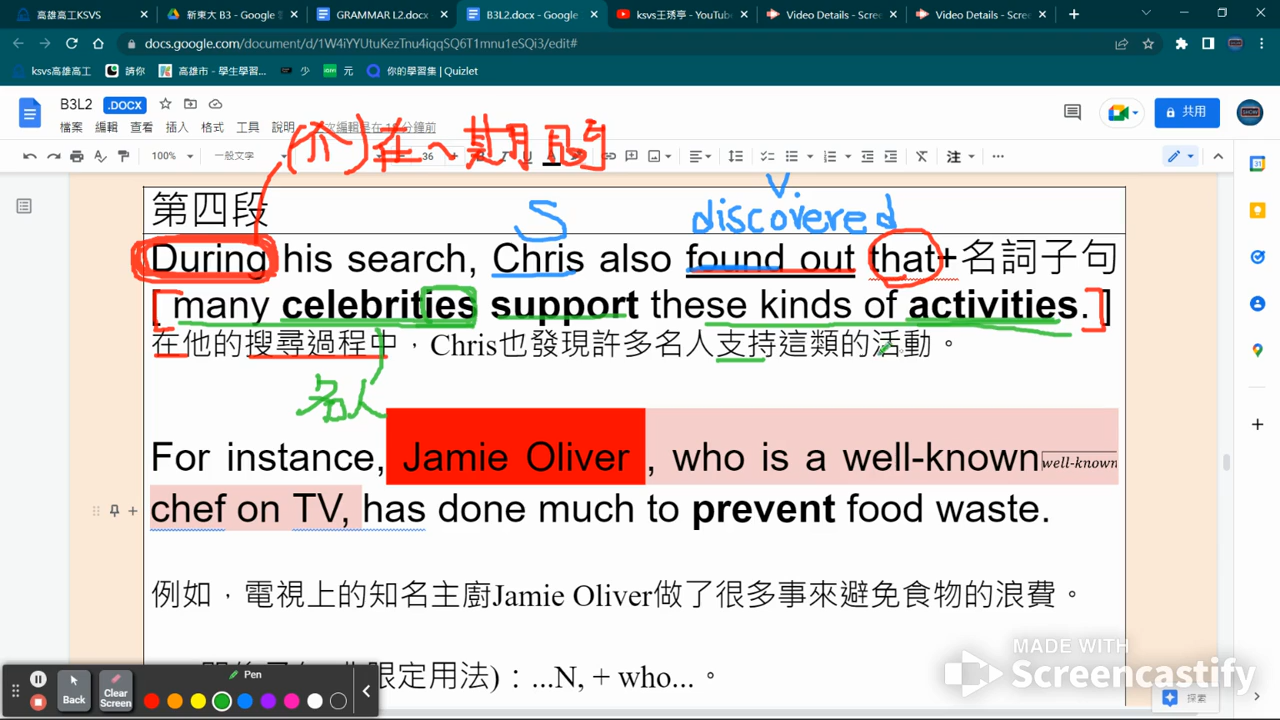 高雄高工KSVS
新東大 B3 - Google
GRAMMAR L2.docx
B3L2.docx - Google
ksvs王琇亭 - YouTube
Video Details - Scree
Video Details - Scree
docs.google.com/document/d/1W4iYYUtuKezTnu4iqqSQ6T1mnu1eSQi3/edit#
ksvs高雄高工
請你
高雄市 - 學生學習...
少
元
你的學習集 | Quizlet
B3L2 .DOCX
共用
檔案 編輯 查看 插入 格式 工具 說明
100% 一般文字 36 注
(介)在~期間
第四段
S
V
discovered
During his search, Chris also found out that+名詞子句
[ many celebrities support these kinds of activities. ]
在他的搜尋過程中，Chris也發現許多名人支持這類的活動。
名人
For instance, Jamie Oliver , who is a well-known well-known
chef on TV, has done much to prevent food waste.
例如，電視上的知名主廚Jamie Oliver做了很多事來避免食物的浪費。
限定用法)：...N, + who...。
Pen
Back
Clear Screen
MADE WITH
Screencastify
探索